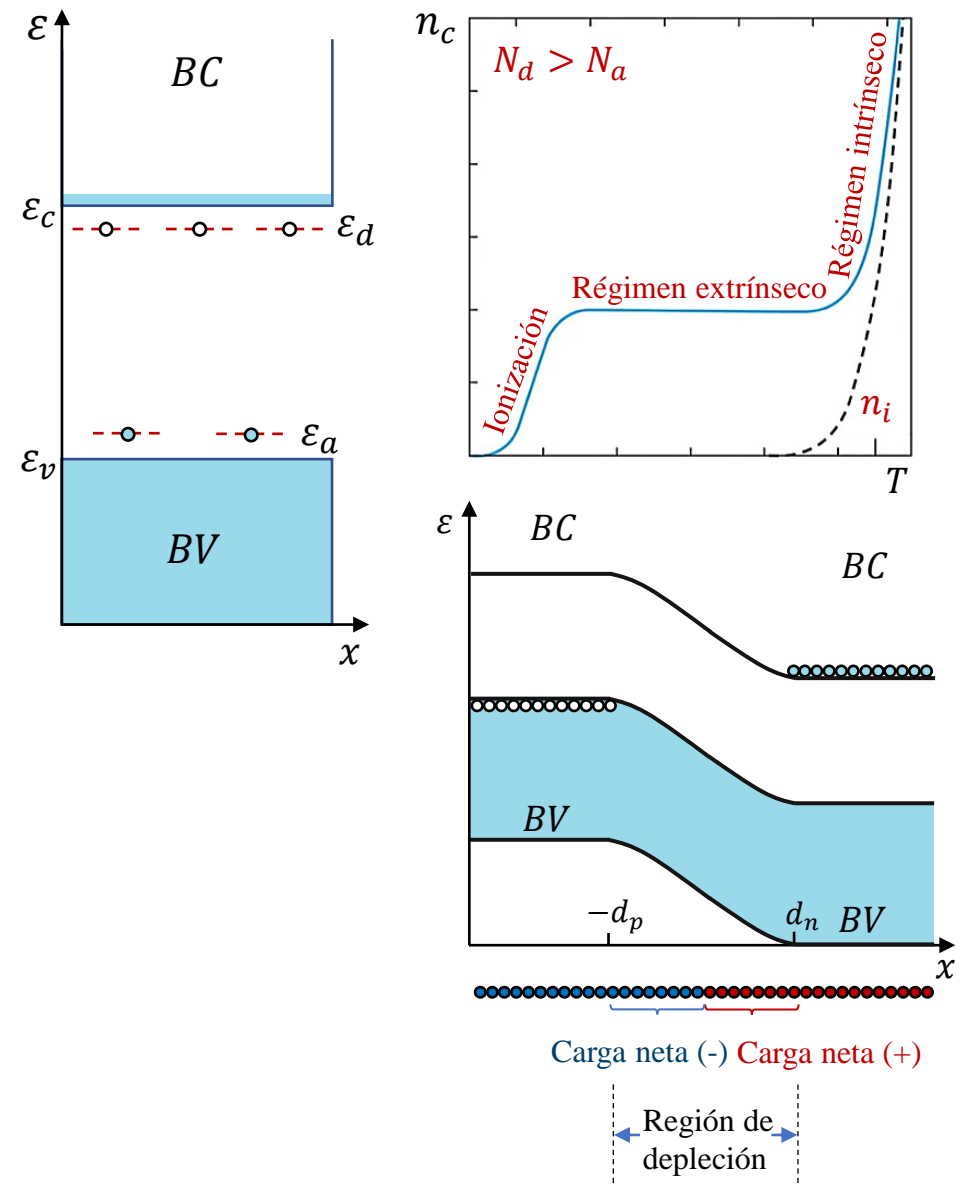 ε
BC
ε_c
ε_d
ε_a
ε_v
BV
x
n_c
N_d > N_a
Ionización
Régimen extrínseco
Régimen intrínseco
n_i
T
ε
BC
BC
BV
−d_p
d_n
BV
x
Carga neta (-)
Carga neta (+)
Región de
depleción